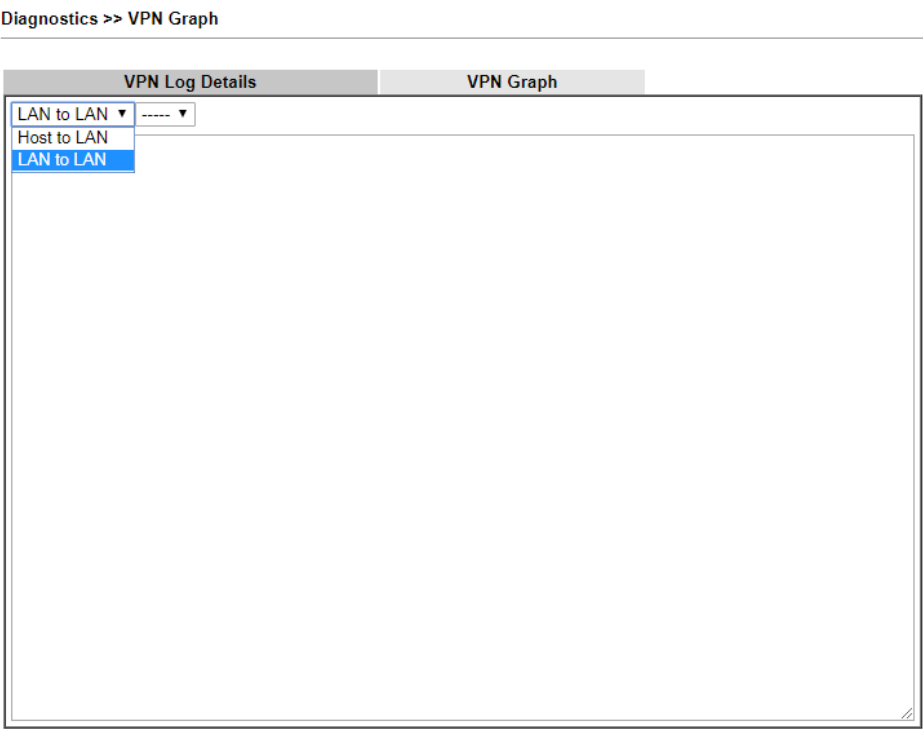 Diagnostics >> VPN Graph
VPN Log Details VPN Graph
LAN to LAN ▼ ----- ▼
Host to LAN
LAN to LAN